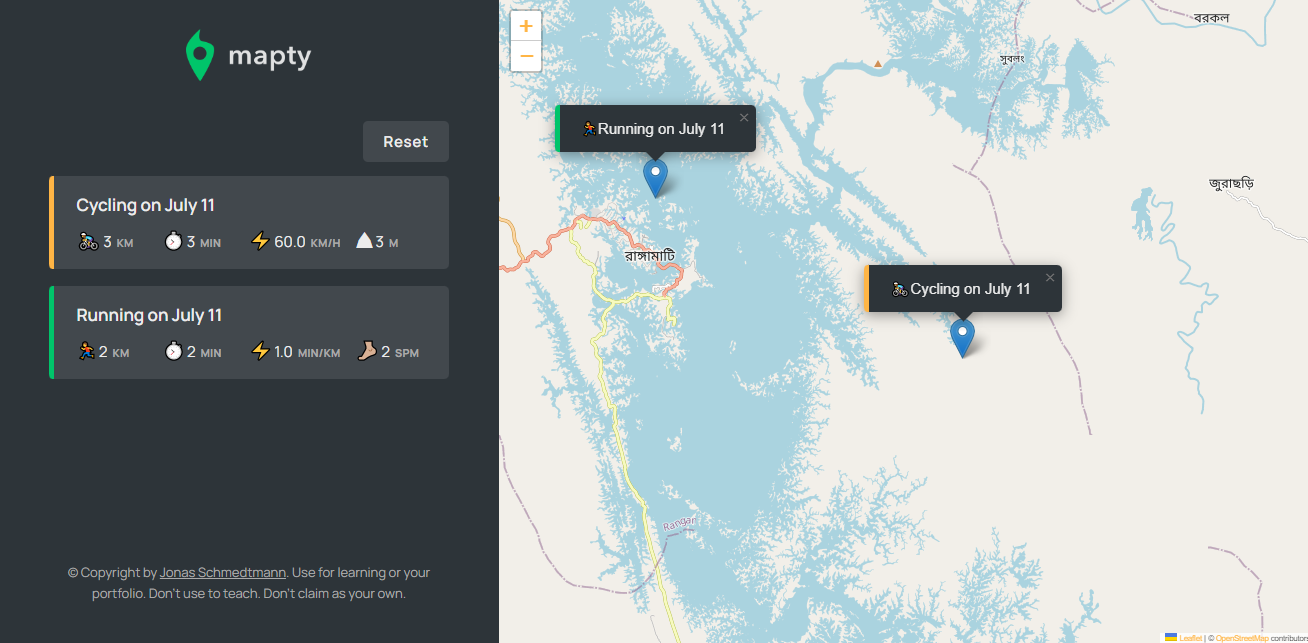 mapty
Reset
Cycling on July 11
🚴 3 KM ⏱ 3 MIN ⚡️ 60.0 KM/H ⛰ 3 M
Running on July 11
🏃 2 KM ⏱ 2 MIN ⚡️ 1.0 MIN/KM 🦶🏼 2 SPM
© Copyright by Jonas Schmedtmann. Use for learning or your
portfolio. Don't use to teach. Don't claim as your own.
+
−
বরকল
সুবলং
🏃Running on July 11 ×
জুরাছড়ি
রাঙ্গামাটি
🚴Cycling on July 11 ×
Leaflet | © OpenStreetMap contributors